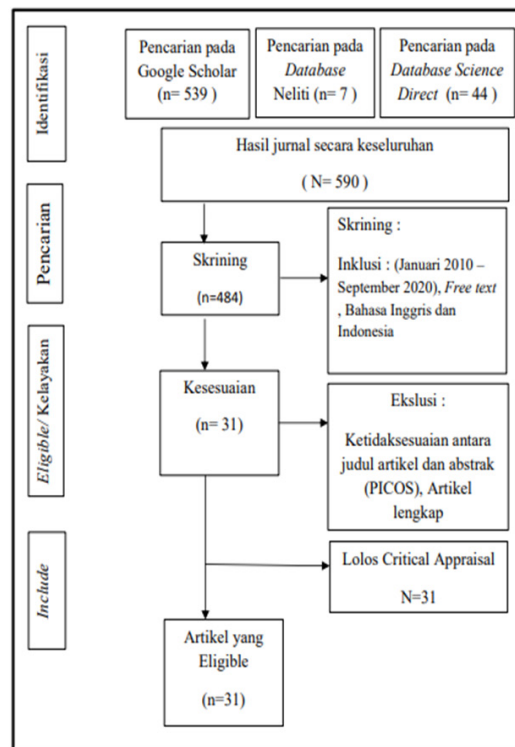 Identifikasi
Pencarian pada
Google Scholar
(n= 539 )
Pencarian pada
Database
Neliti (n= 7 )
Pencarian pada
Database Science
Direct (n= 44 )
Hasil jurnal secara keseluruhan
( N= 590 )
Pencarian
Skrining
(n=484)
Skrining :
Inklusi : (Januari 2010 –
September 2020), Free text
, Bahasa Inggris dan
Indonesia
Eligible/ Kelayakan
Kesesuaian
(n= 31)
Ekslusi :
Ketidaksesuaian antara
judul artikel dan abstrak
(PICOS), Artikel
lengkap
Include
Lolos Critical Appraisal
N=31
Artikel yang
Eligible
(n=31)